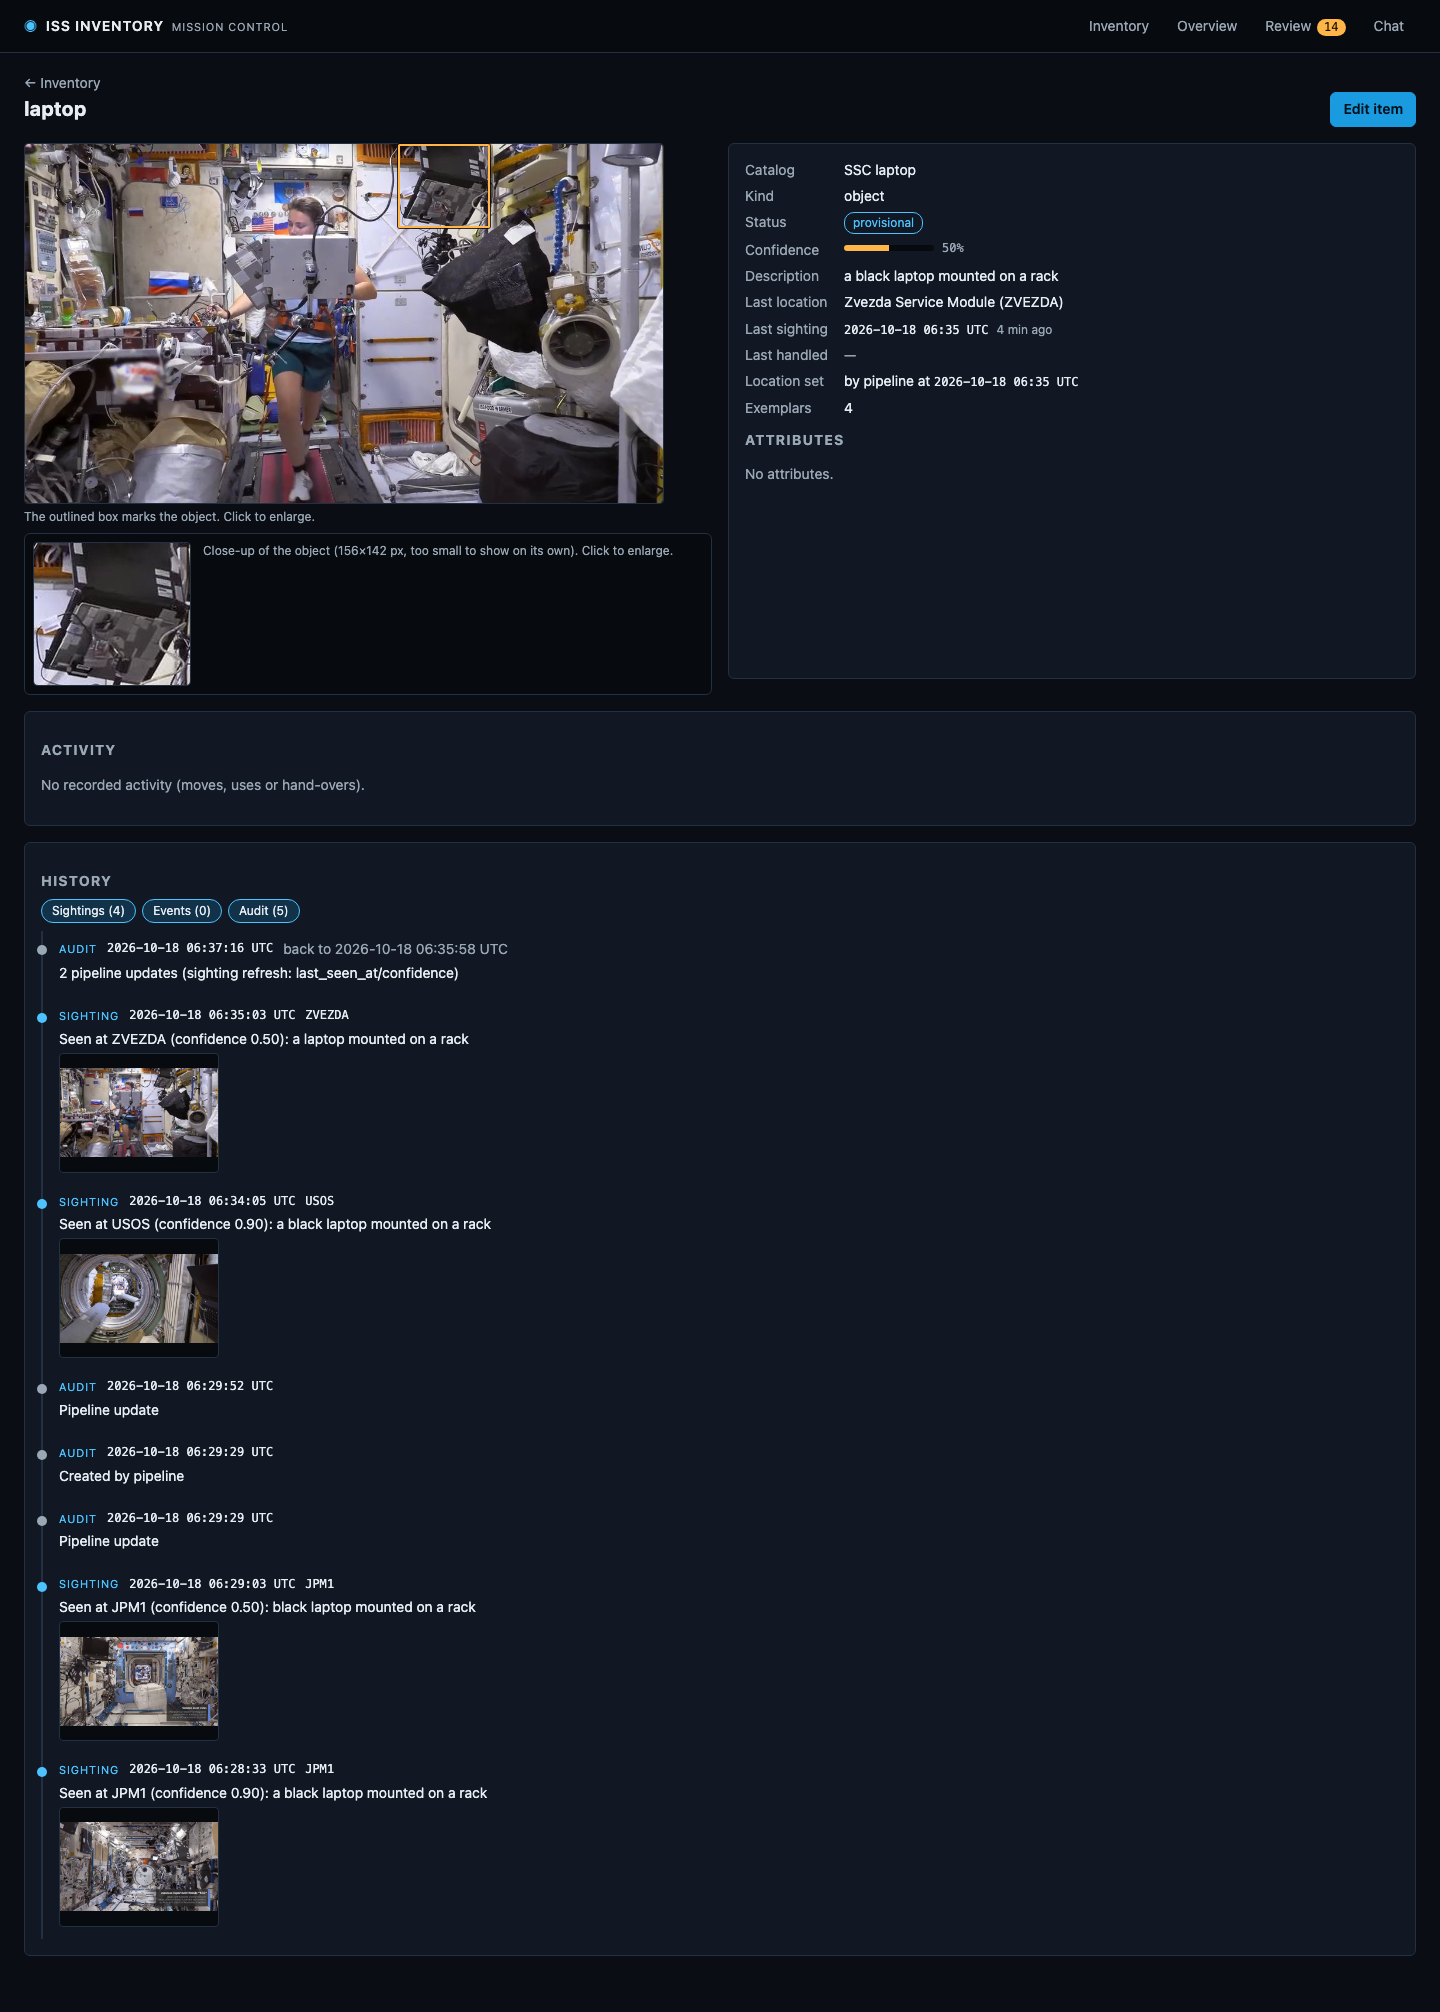 ISS INVENTORY MISSION CONTROL
Inventory
Overview
Review 14
Chat
← Inventory
laptop
Edit item
The outlined box marks the object. Click to enlarge.
Close-up of the object (156×142 px, too small to show on its own). Click to enlarge.
Catalog SSC laptop
Kind object
Status provisional
Confidence 50%
Description a black laptop mounted on a rack
Last location Zvezda Service Module (ZVEZDA)
Last sighting 2026-10-18 06:35 UTC 4 min ago
Last handled —
Location set by pipeline at 2026-10-18 06:35 UTC
Exemplars 4
ATTRIBUTES
No attributes.
ACTIVITY
No recorded activity (moves, uses or hand-overs).
HISTORY
Sightings (4) Events (0) Audit (5)
AUDIT 2026-10-18 06:37:16 UTC back to 2026-10-18 06:35:58 UTC
2 pipeline updates (sighting refresh: last_seen_at/confidence)
SIGHTING 2026-10-18 06:35:03 UTC ZVEZDA
Seen at ZVEZDA (confidence 0.50): a laptop mounted on a rack
SIGHTING 2026-10-18 06:34:05 UTC USOS
Seen at USOS (confidence 0.90): a black laptop mounted on a rack
AUDIT 2026-10-18 06:29:52 UTC
Pipeline update
AUDIT 2026-10-18 06:29:29 UTC
Created by pipeline
AUDIT 2026-10-18 06:29:29 UTC
Pipeline update
SIGHTING 2026-10-18 06:29:03 UTC JPM1
Seen at JPM1 (confidence 0.50): black laptop mounted on a rack
SIGHTING 2026-10-18 06:28:33 UTC JPM1
Seen at JPM1 (confidence 0.90): a black laptop mounted on a rack